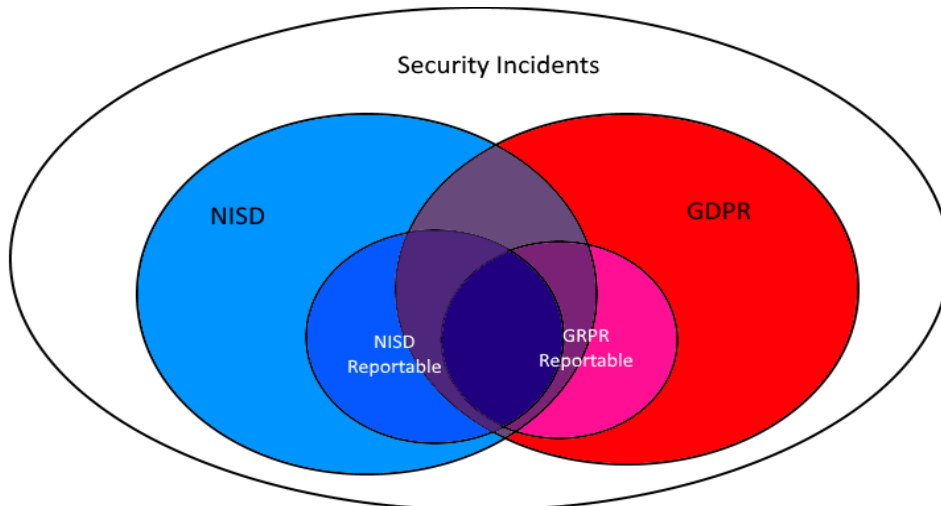 Security Incidents
NISD
GDPR
NISD
Reportable
GRPR
Reportable